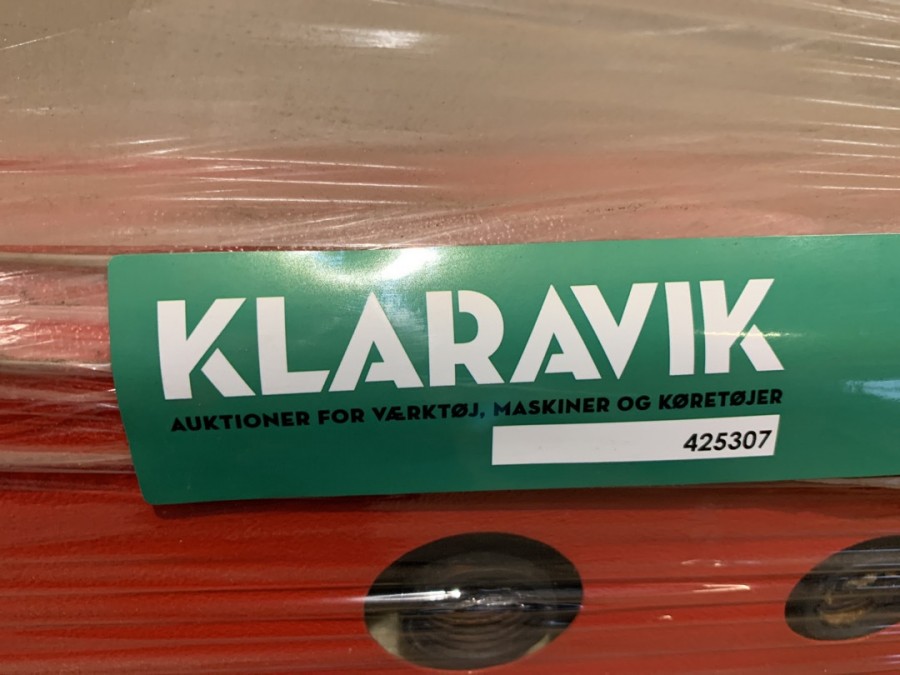 KLARAVIK
AUKTIONER FOR VÆRKTØJ, MASKINER OG KØRETØJER
425307